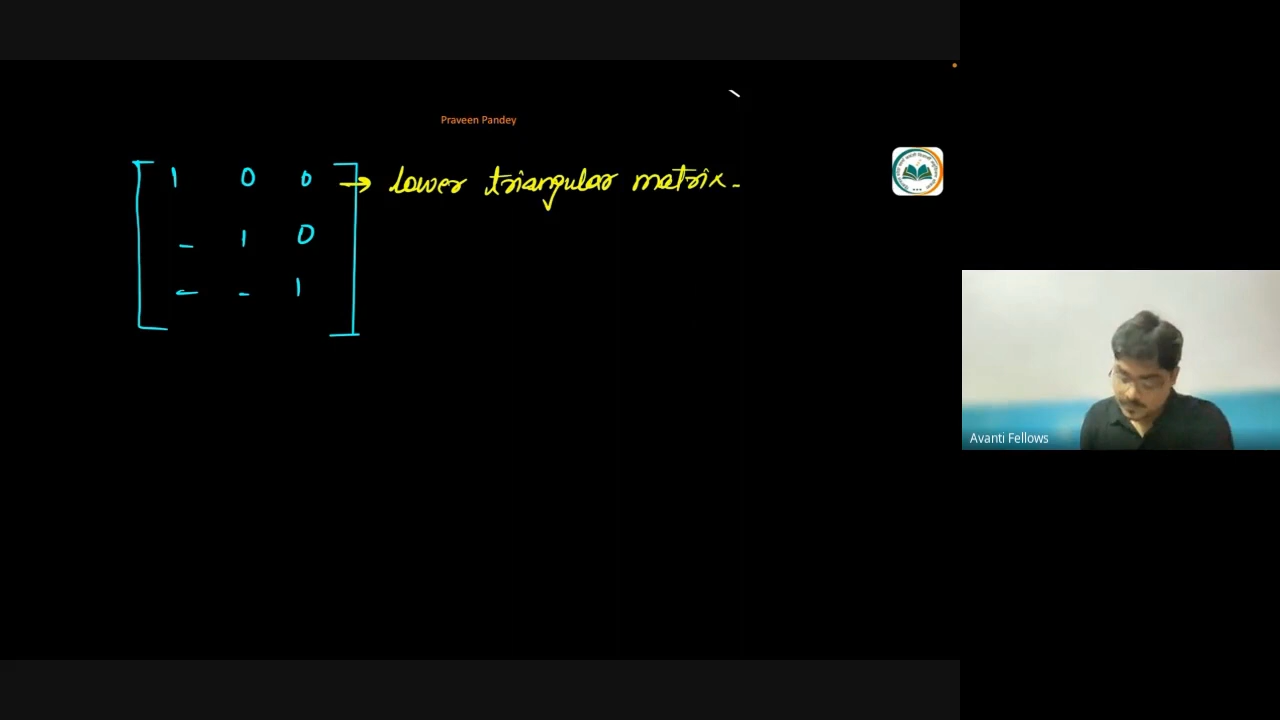 Praveen Pandey
1 0 0 → Lower triangular matrix.
- 1 0
- - 1
Avanti Fellows